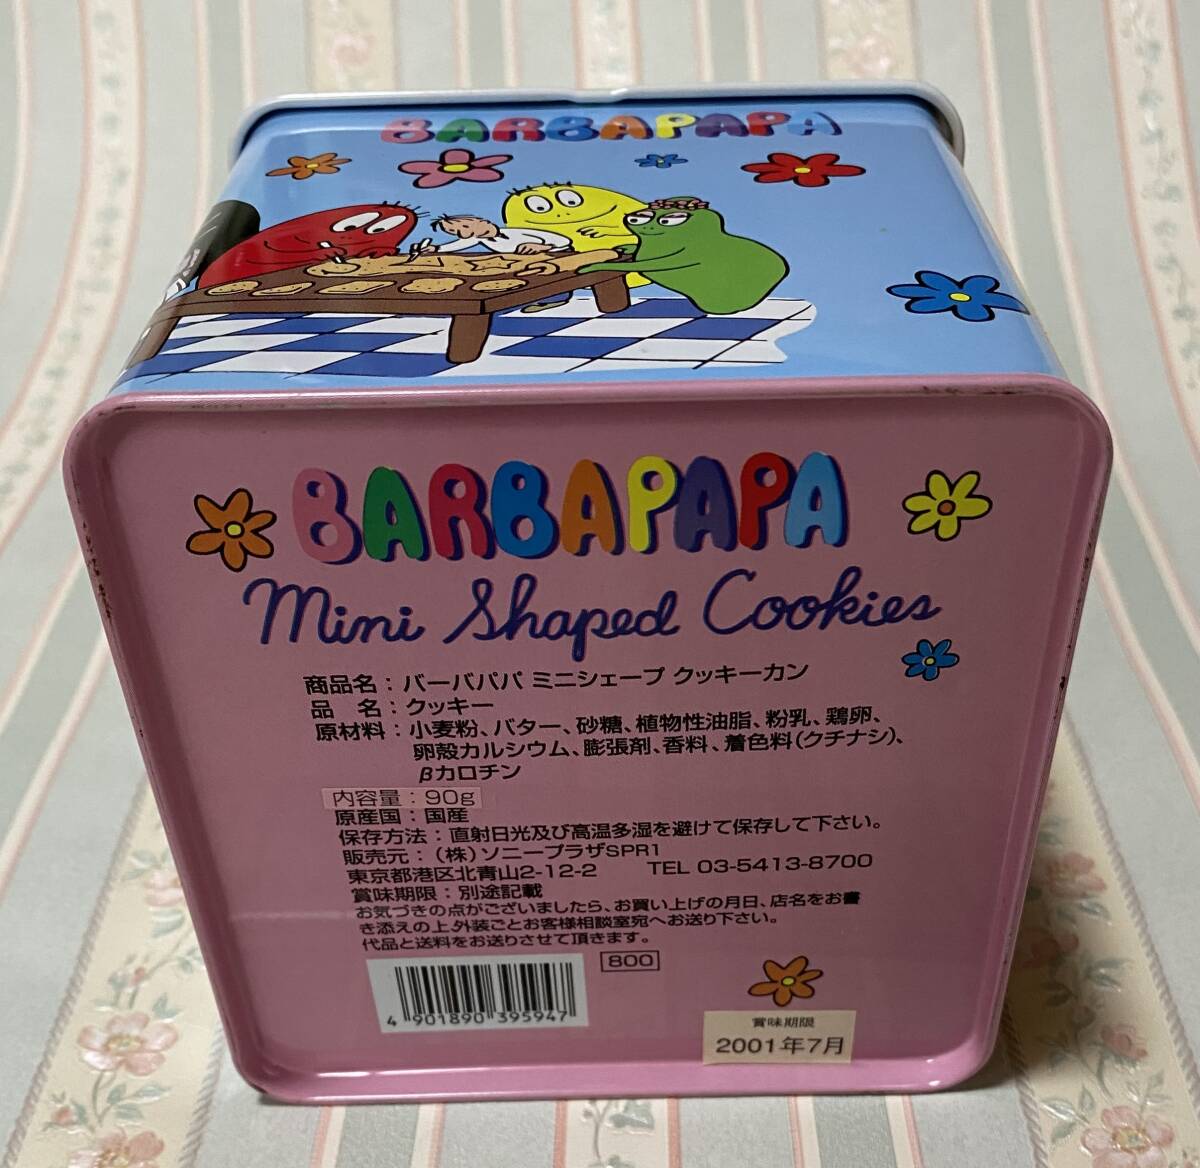 BARBAPAPA
BARBAPAPA
Mini Shaped Cookies
商品名：バーバパパ ミニシェープ クッキーカン
品　名：クッキー
原材料：小麦粉、バター、砂糖、植物性油脂、粉乳、鶏卵、
卵殻カルシウム、膨張剤、香料、着色料(クチナシ)、
βカロチン
内容量：90g
原産国：国産
保存方法：直射日光及び高温多湿を避けて保存して下さい。
販売元：(株)ソニープラザSPR1
東京都港区北青山2-12-2　TEL 03-5413-8700
賞味期限：別途記載
お気づきの点がございましたら、お買い上げの月日、店名をお書
き添えの上、外装ごとお客様相談室宛へお送り下さい。
代品と送料をお送りさせて頂きます。
800
4 901890 395947
賞味期限
2001年7月